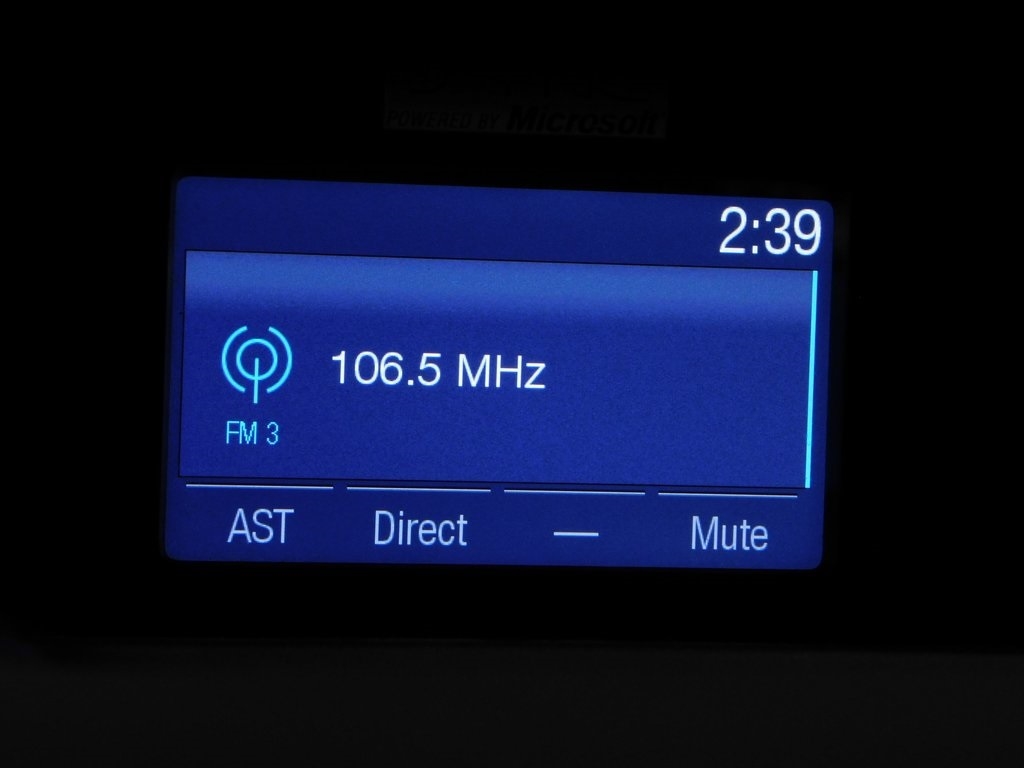 POWERED BY Microsoft
2:39
106.5 MHz
FM 3
AST Direct — Mute